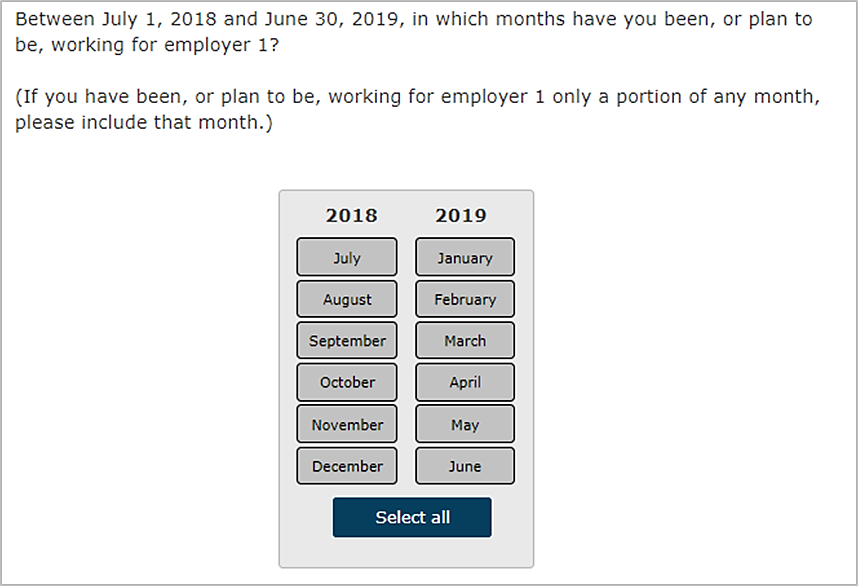 Between July 1, 2018 and June 30, 2019, in which months have you been, or plan to
be, working for employer 1?
(If you have been, or plan to be, working for employer 1 only a portion of any month,
please include that month.)
2018 2019
July January
August February
September March
October April
November May
December June
Select all